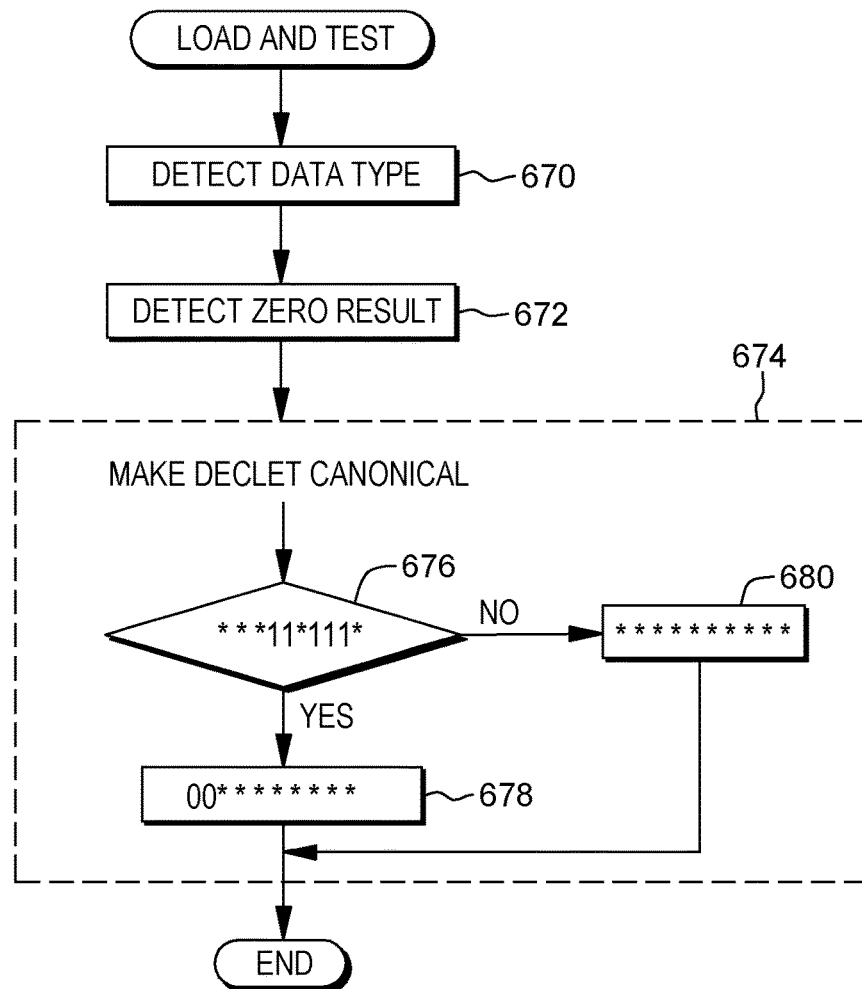 LOAD AND TEST
DETECT DATA TYPE
670
DETECT ZERO RESULT
672
674
MAKE DECLET CANONICAL
676
***11*111*
NO
680
**********
YES
00********
678
END